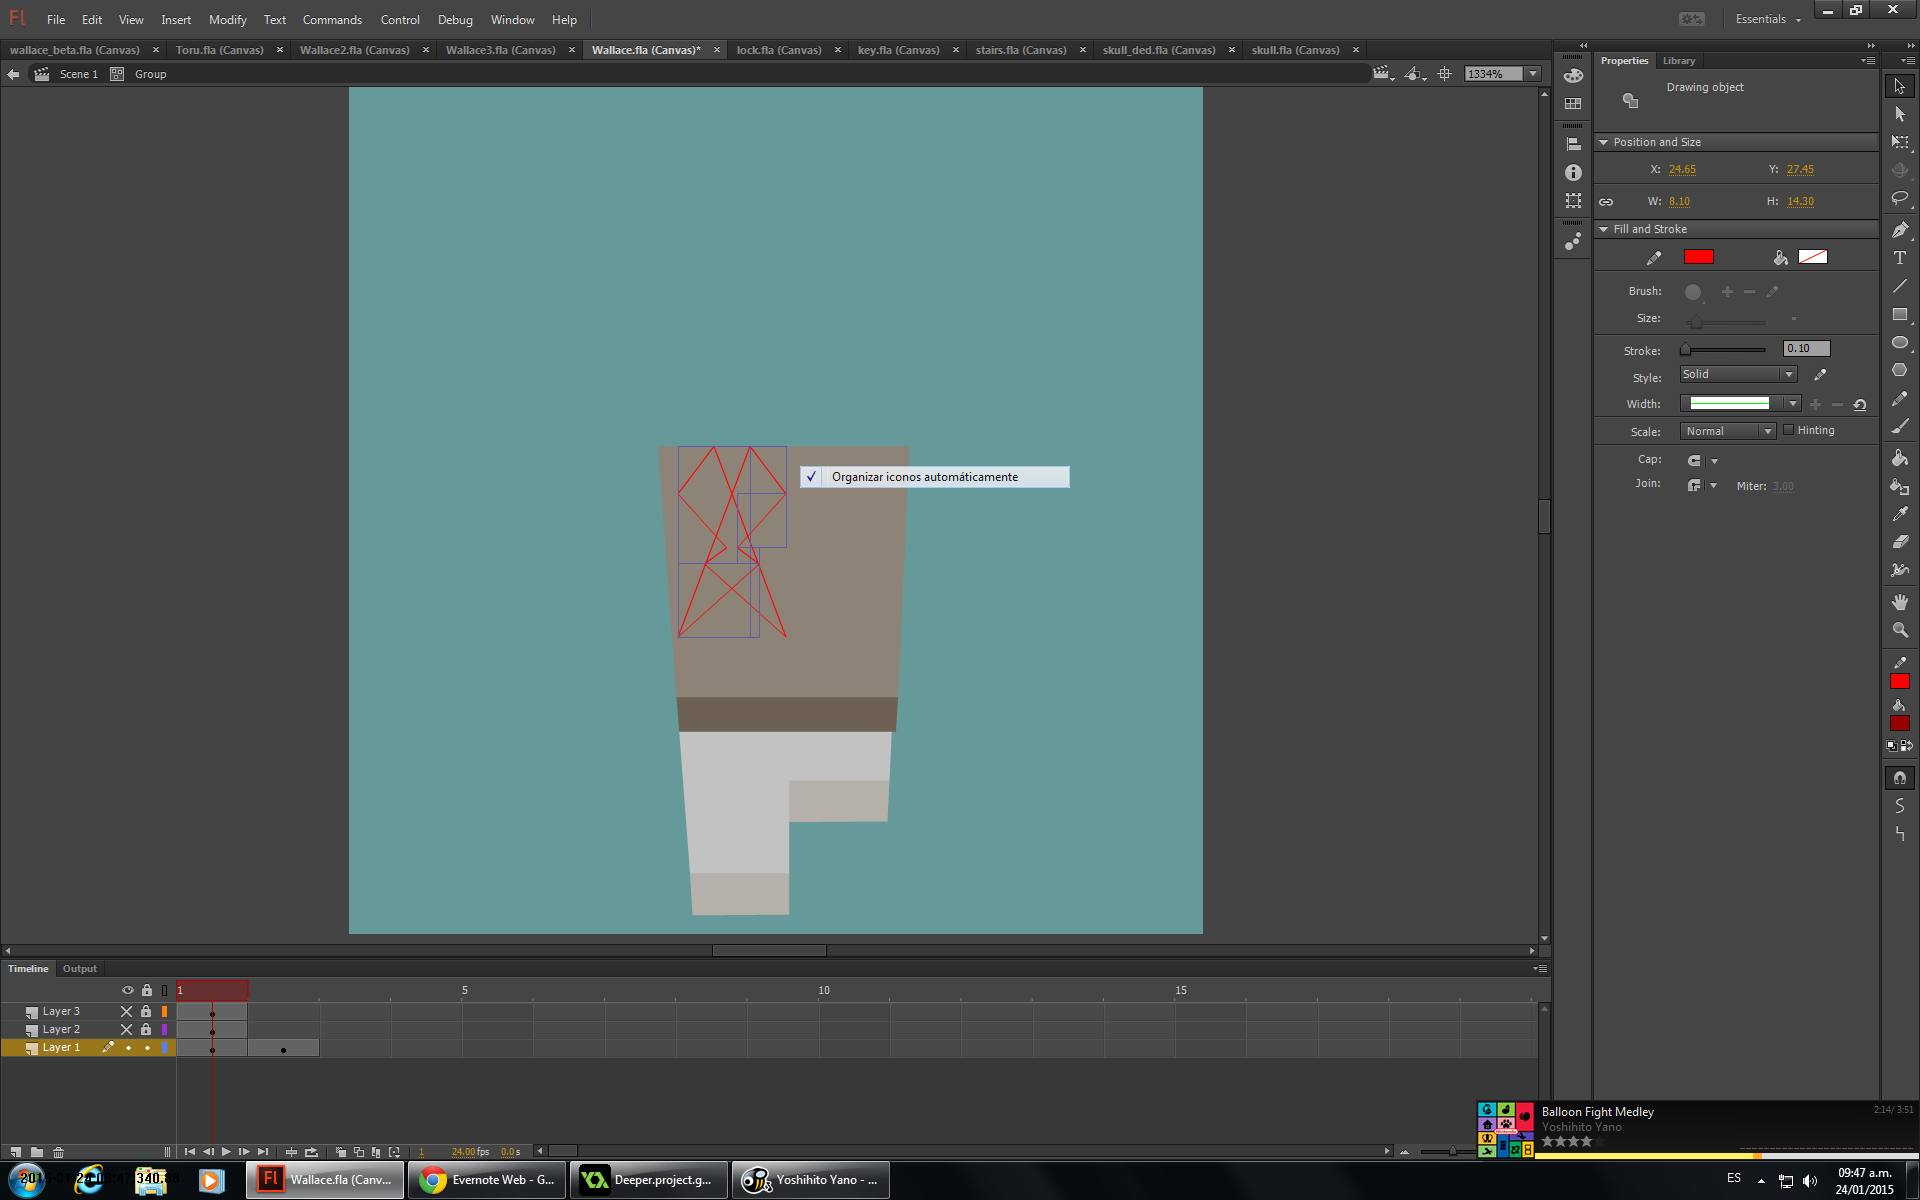 Fl File Edit View Insert Modify Text Commands Control Debug Window Help Essentials
wallace_beta.fla (Canvas) × Toru.fla (Canvas) × Wallace2.fla (Canvas) × Wallace3.fla (Canvas) × Wallace.fla (Canvas)* × lock.fla (Canvas) × key.fla (Canvas) × stairs.fla (Canvas) × skull_ded.fla (Canvas) × skull.fla (Canvas) ×
Scene 1 Group 1334%
Properties Library
Drawing object
Position and Size
X: 24.65 Y: 27.45
W: 8.10 H: 14.30
Fill and Stroke
Brush:
Size: -
Stroke: 0.10
Style: Solid
Width:
Scale: Normal Hinting
Cap:
Join: Miter: 3.00
Organizar iconos automáticamente
Timeline Output
1 5 10 15
Layer 3
Layer 2
Layer 1
1 24.00 fps 0.0 s
Balloon Fight Medley 2:14/ 3:51
Yoshihito Yano
Wallace.fla (Canv... Evernote Web - G... Deeper.project.g... Yoshihito Yano - ... ES 09:47 a.m.
24/01/2015